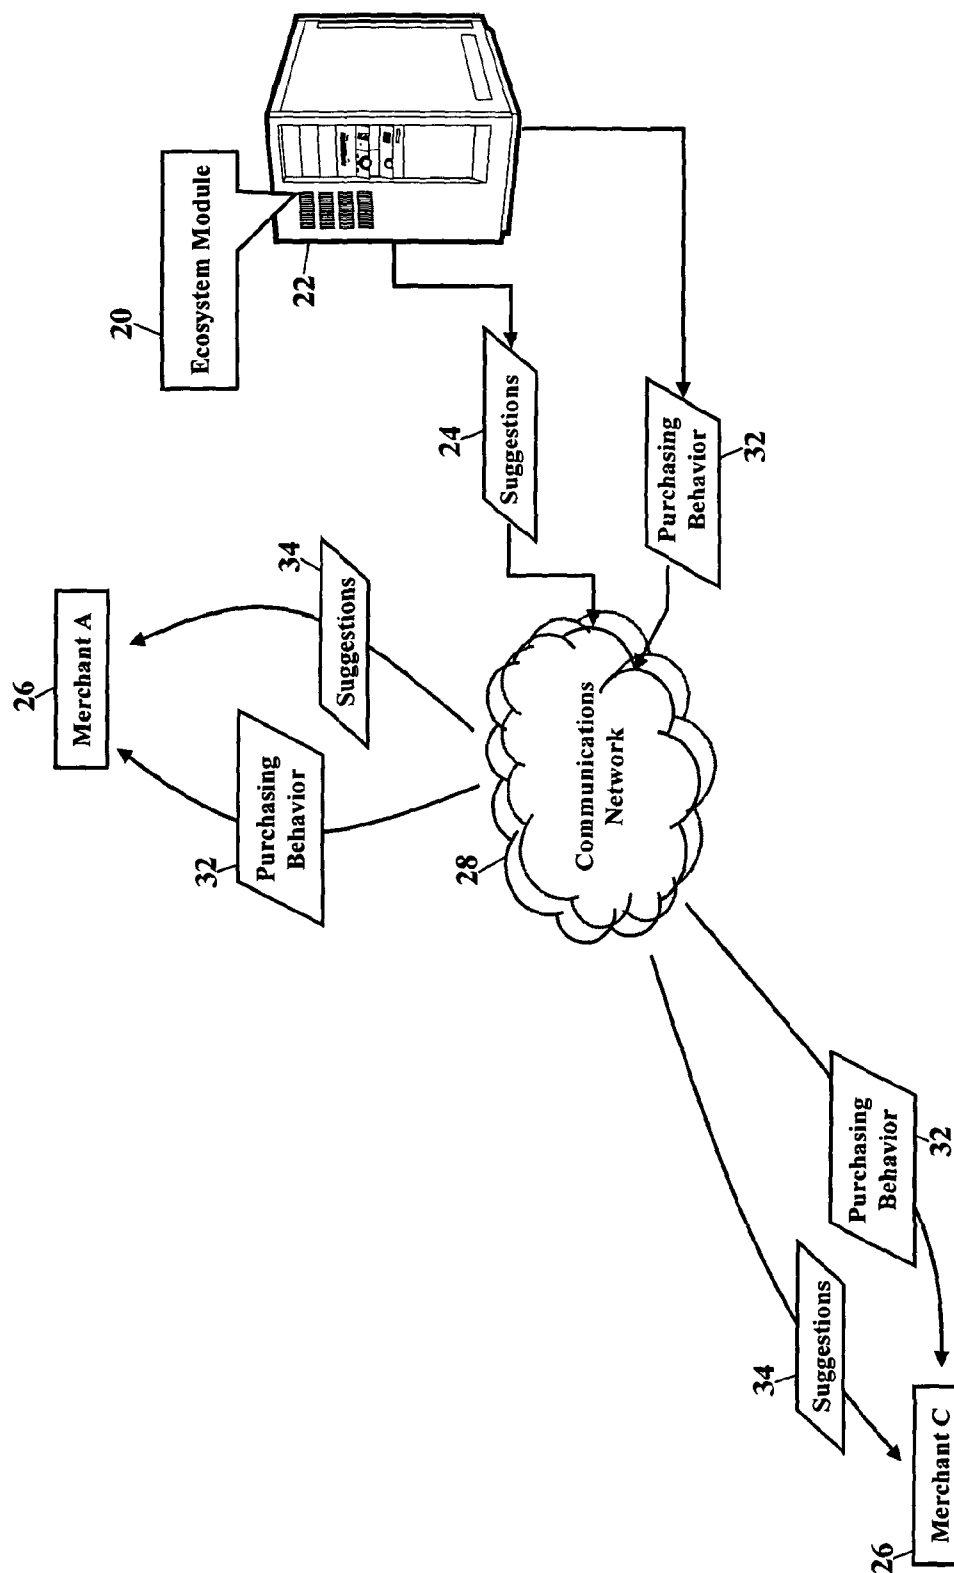 26
Merchant A
20
Ecosystem Module
32
Purchasing
Behavior
34
Suggestions
22
24
Suggestions
28
Communications
Network
Purchasing
Behavior
32
34
Suggestions
Purchasing
Behavior
32
26
Merchant C